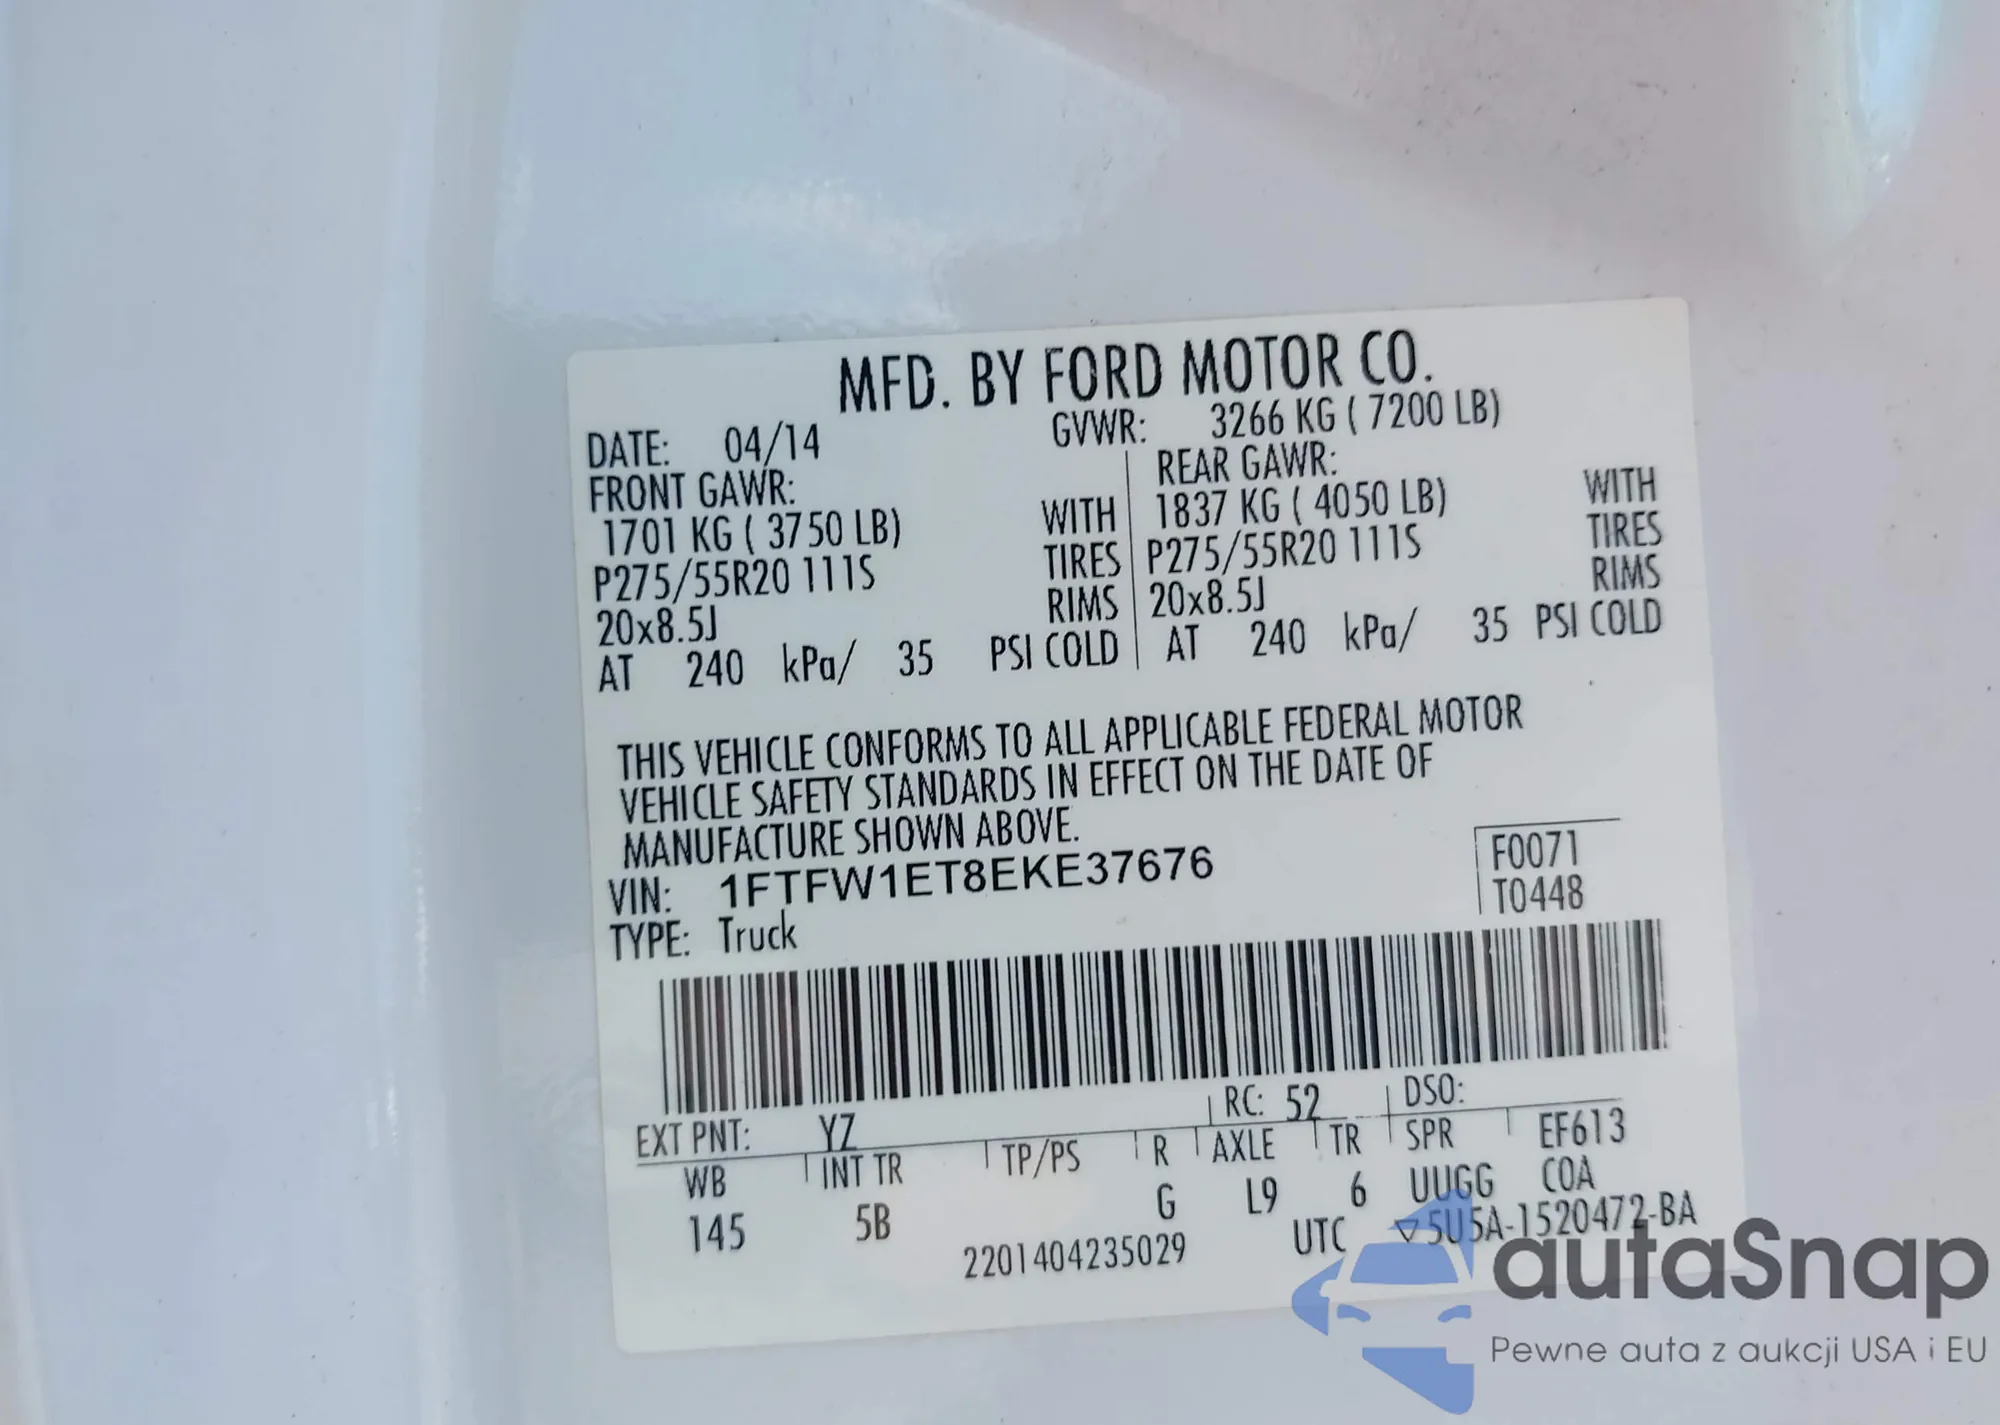 MFD. BY FORD MOTOR CO.
DATE: 04/14 GVWR: 3266 KG ( 7200 LB)
FRONT GAWR: REAR GAWR:
1701 KG ( 3750 LB) WITH 1837 KG ( 4050 LB) WITH
P275/55R20 111S TIRES P275/55R20 111S TIRES
20x8.5J RIMS 20x8.5J RIMS
AT 240 kPa/ 35 PSI COLD AT 240 kPa/ 35 PSI COLD
THIS VEHICLE CONFORMS TO ALL APPLICABLE FEDERAL MOTOR
VEHICLE SAFETY STANDARDS IN EFFECT ON THE DATE OF
MANUFACTURE SHOWN ABOVE.
VIN: 1FTFW1ET8EKE37676 F0071
TYPE: Truck T0448
EXT PNT: YZ RC: 52 DSO:
WB INT TR TP/PS R AXLE TR SPR EF613
145 5B G L9 6 UUGG COA
2201404235029 UTC ▽5U5A-1520472-BA
autaSnap
Pewne auta z aukcji USA i EU